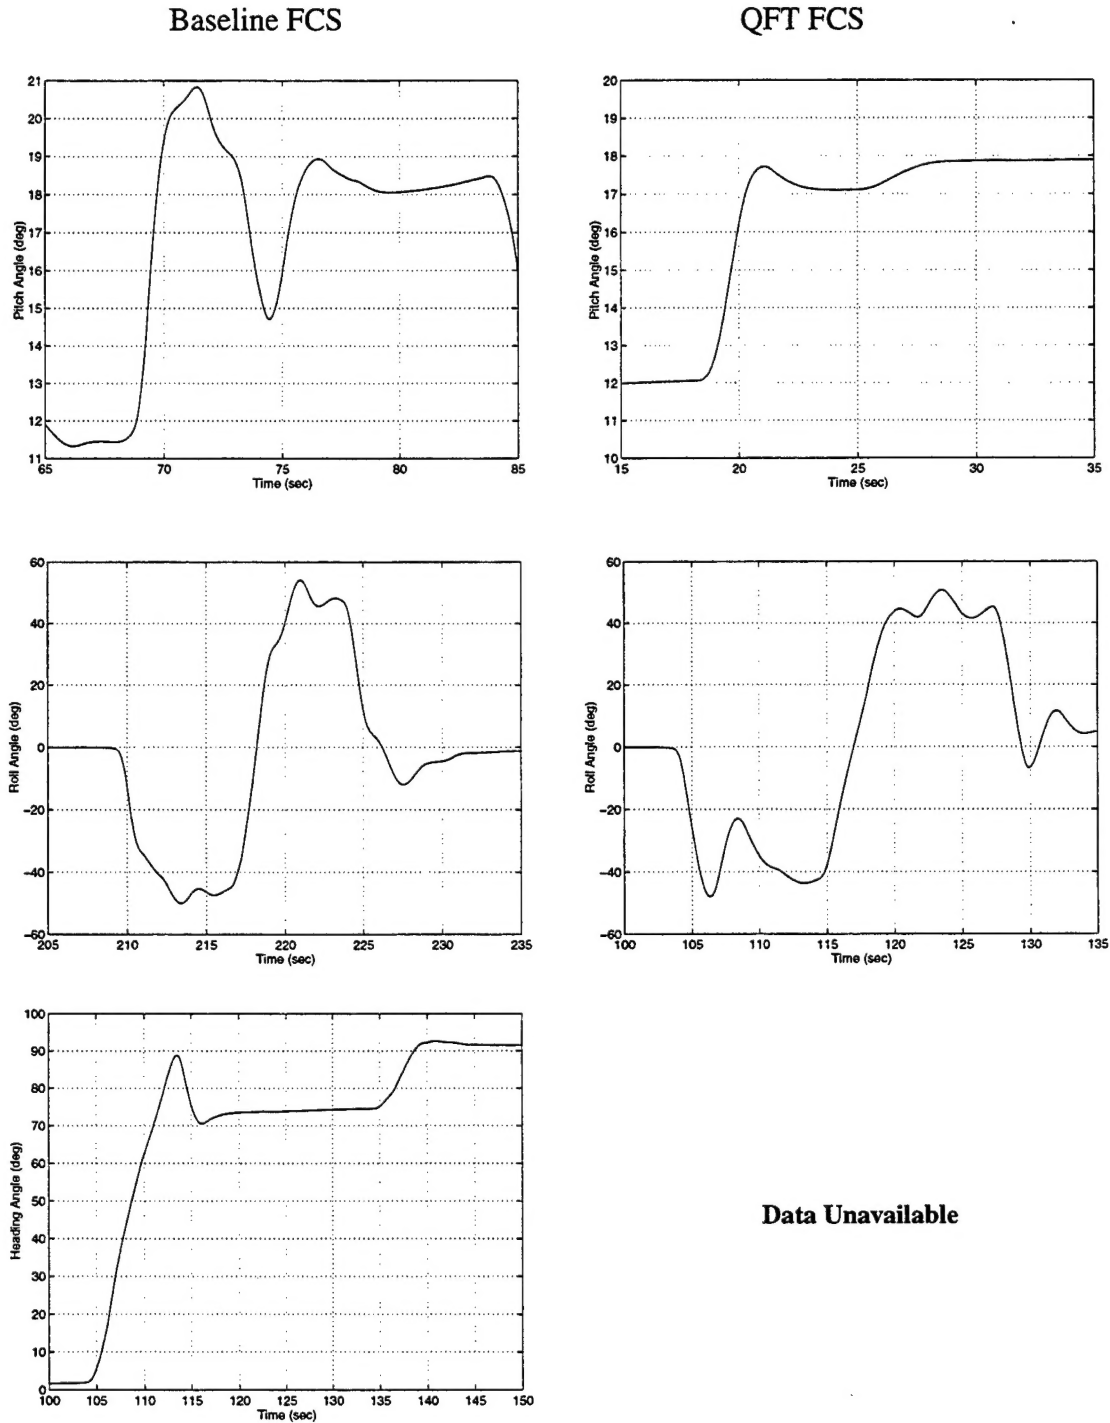 Baseline FCS
QFT FCS
21
20
19
18
17
16
15
14
13
12
11
Pitch Angle (deg)
65 70 75 80 85
Time (sec)
20
19
18
17
16
15
14
13
12
11
10
Pitch Angle (deg)
15 20 25 30 35
Time (sec)
60
40
20
0
−20
−40
−60
Roll Angle (deg)
205 210 215 220 225 230 235
Time (sec)
60
40
20
0
−20
−40
−60
Roll Angle (deg)
100 105 110 115 120 125 130 135
Time (sec)
100
90
80
70
60
50
40
30
20
10
0
Heading Angle (deg)
100 105 110 115 120 125 130 135 140 145 150
Time (sec)
Data Unavailable